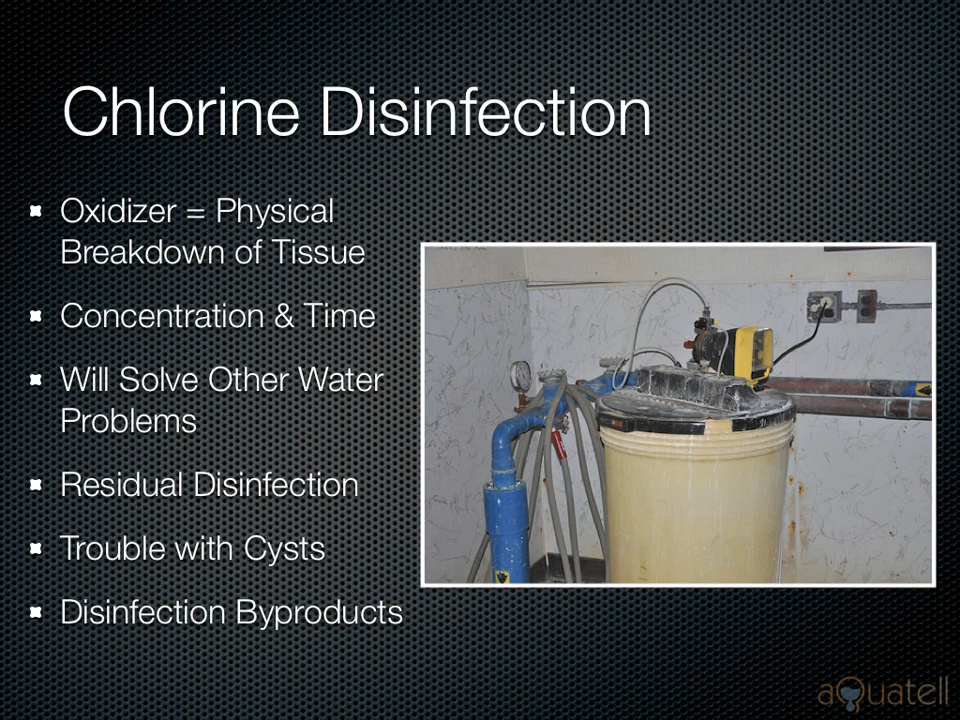 Chlorine Disinfection
Oxidizer = Physical
Breakdown of Tissue
Concentration & Time
Will Solve Other Water
Problems
Residual Disinfection
Trouble with Cysts
Disinfection Byproducts
aquatell